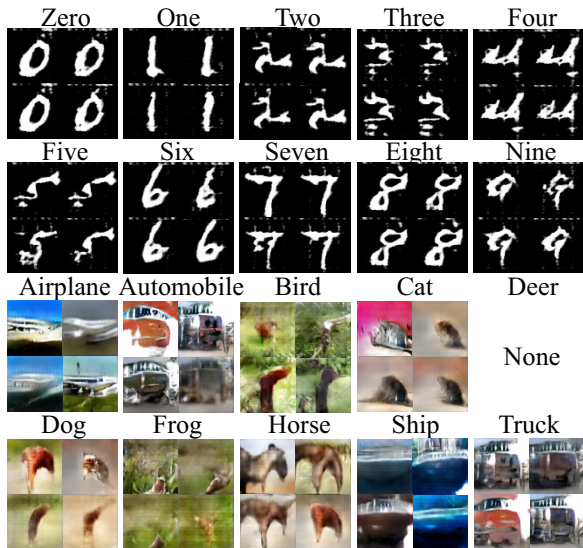 Zero One Two Three Four
Five Six Seven Eight Nine
Airplane Automobile Bird Cat Deer
None
Dog Frog Horse Ship Truck